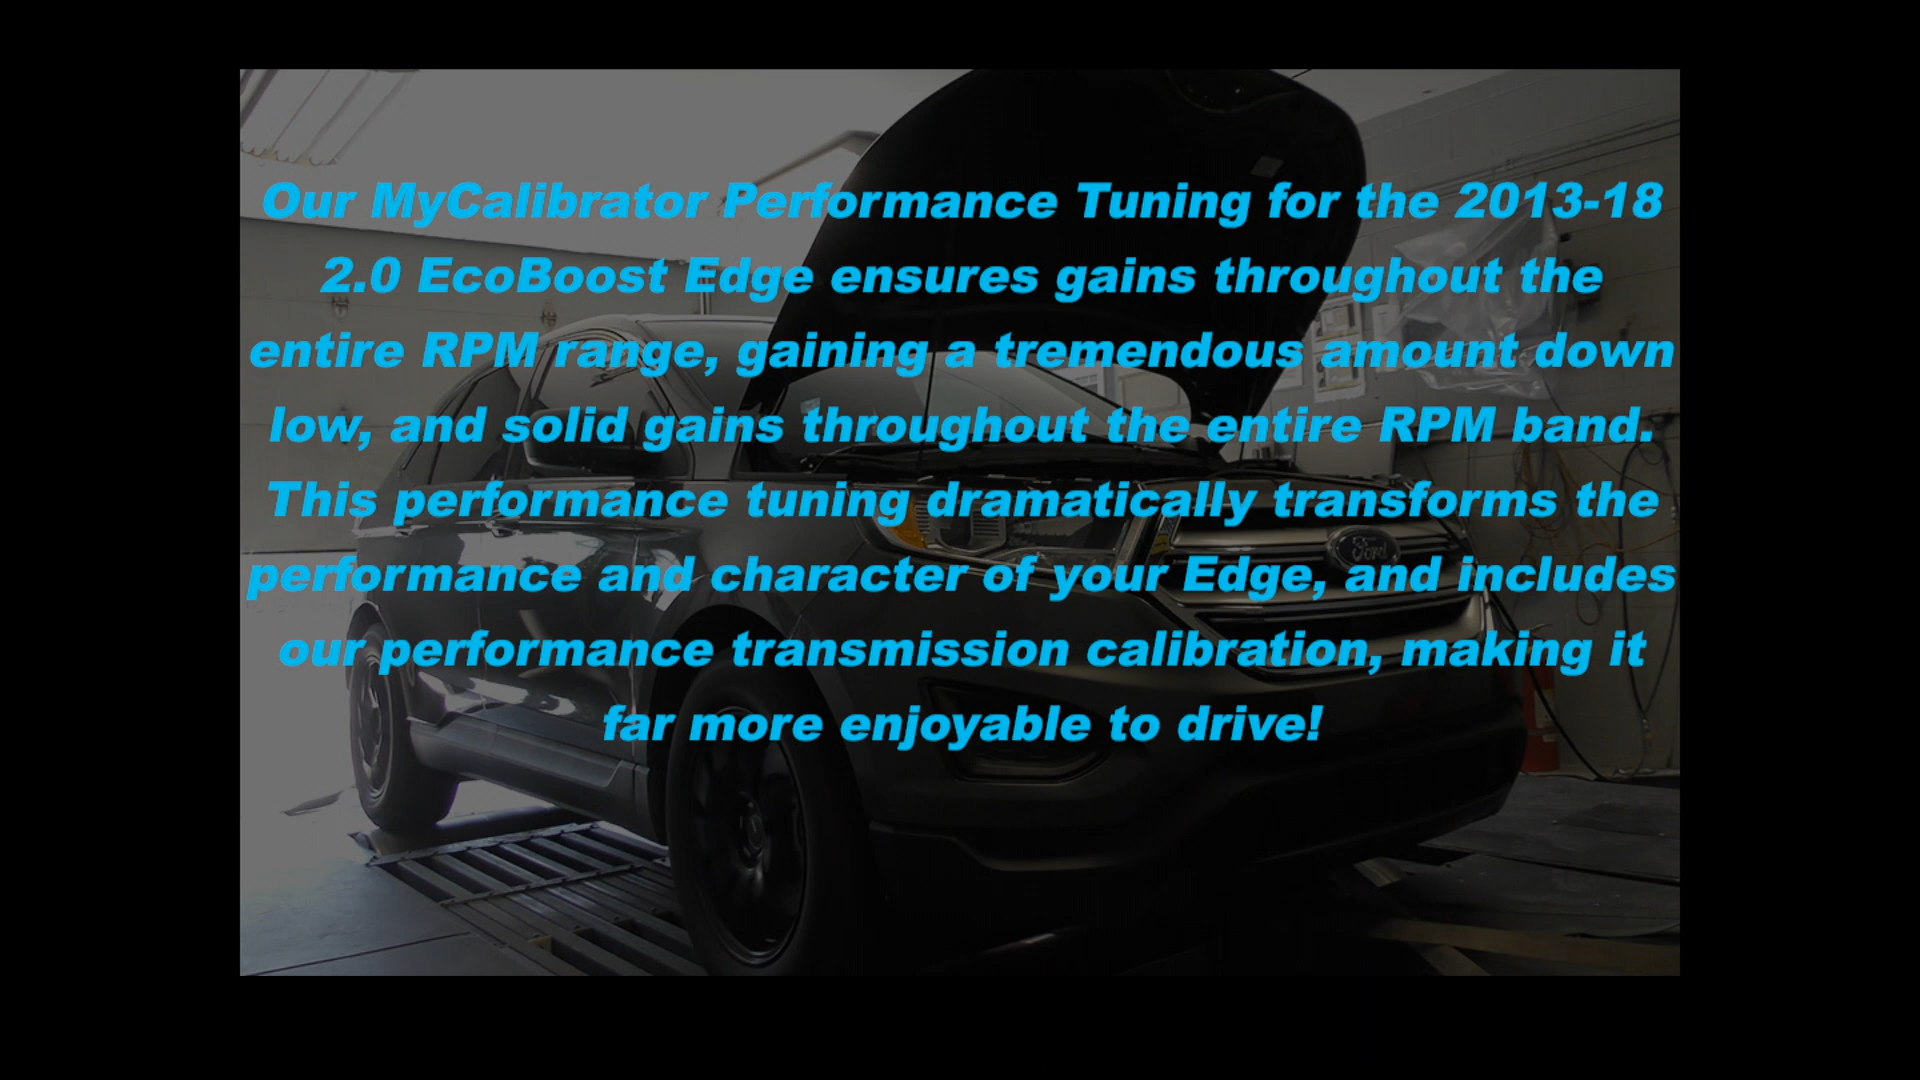 Our MyCalibrator Performance Tuning for the 2013-18
2.0 EcoBoost Edge ensures gains throughout the
entire RPM range, gaining a tremendous amount down
low, and solid gains throughout the entire RPM band.
This performance tuning dramatically transforms the
performance and character of your Edge, and includes
our performance transmission calibration, making it
far more enjoyable to drive!
Ford